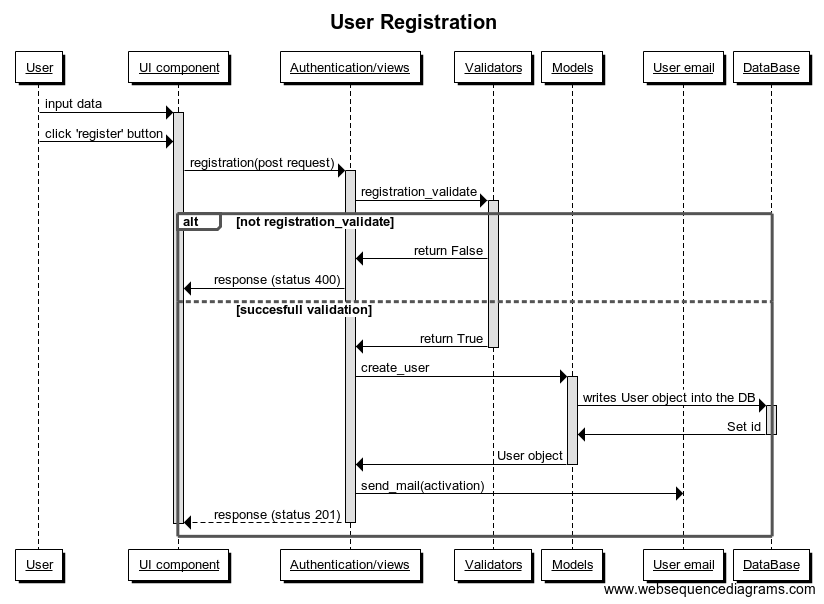 User Registration
User
UI component
Authentication/views
Validators
Models
User email
DataBase
input data
click 'register' button
registration(post request)
registration_validate
alt
[not registration_validate]
return False
response (status 400)
[succesfull validation]
return True
create_user
writes User object into the DB
Set id
User object
send_mail(activation)
response (status 201)
User
UI component
Authentication/views
Validators
Models
User email
DataBase
www.websequencediagrams.com